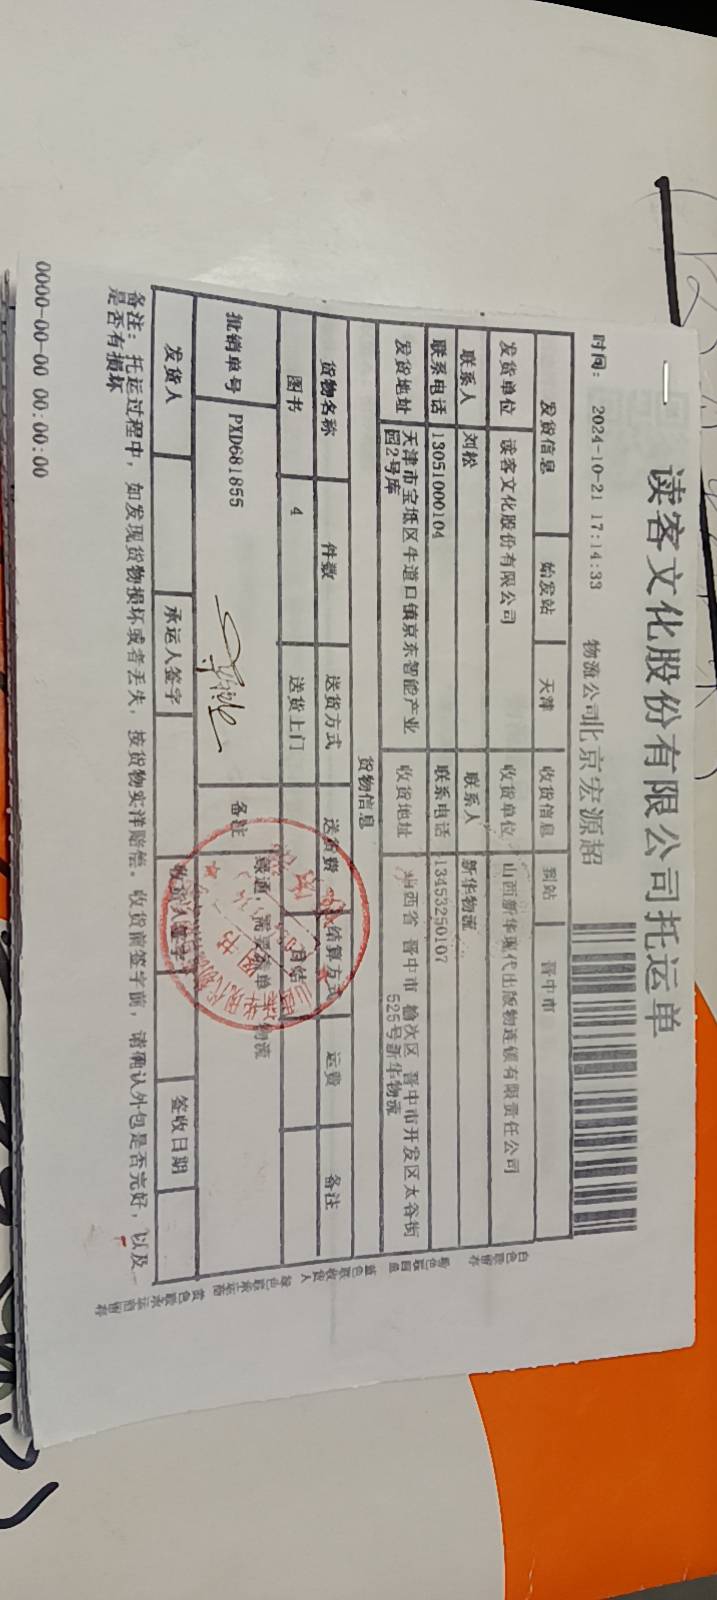 读客文化股份有限公司托运单
时间： 2024-10-21 17:14:33 物流公司北京宏源超
发货信息 始发站 天津 收货信息 到站 晋中市
发货单位 读客文化股份有限公司 收货单位 山西新华现代出版物连锁有限责任公司
联系人 刘松 联系人 新华物流
联系电话 13051000104 联系电话 13453250107
发货地址 天津市宝坻区牛道口镇京东智能产业园2号库 收货地址 山西省 晋中市 榆次区 晋中市开发区太谷街525号新华物流
货物信息
货物名称 件数 送货方式 送货费 结算方式 运费 备注
图书 4 送货上门 月结
批销单号 PXD681855 备注 物流
发货人 承运人签字 收货人签字 签收日期
备注：托运过程中，如发现货物损坏或者丢失，按货物实洋赔偿。收货前签字前，请确认外包是否完好，以及
是否有损坏
0000-00-00 00:00:00